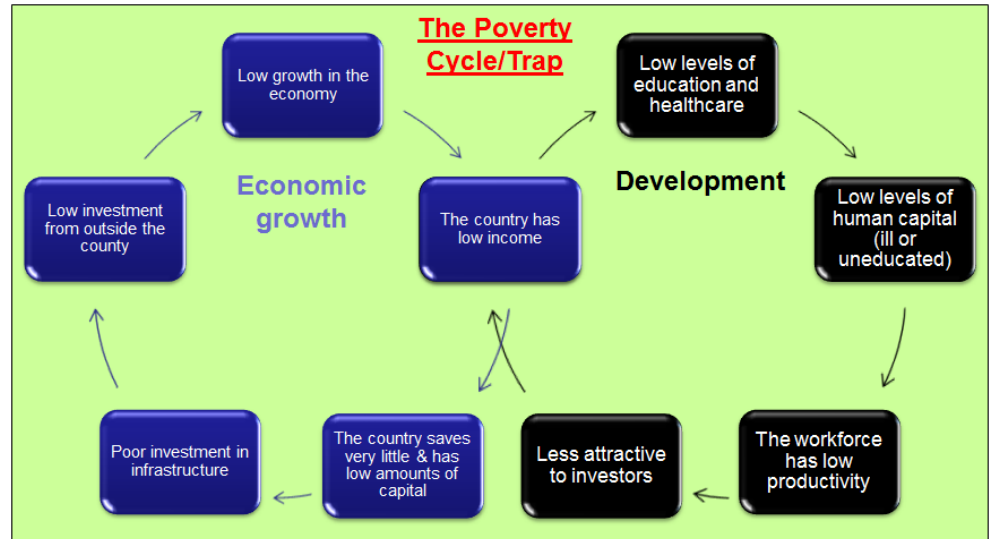 The Poverty
Cycle/Trap
Low growth in the
economy
Low levels of
education and
healthcare
Economic
growth
Development
Low investment
from outside the
county
The country has
low income
Low levels of
human capital
(ill or
uneducated)
Poor investment in
infrastructure
The country saves
very little & has
low amounts of
capital
Less attractive
to investors
The workforce
has low
productivity